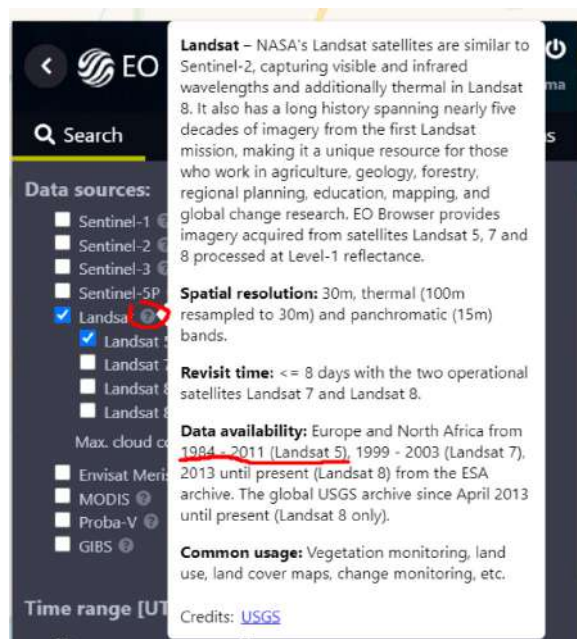 EO
ma
Search
s
Data sources:
Sentinel-1
Sentinel-2
Sentinel-3
Sentinel-5P
Landsat
Landsat 5
Landsat 7
Landsat 8
Landsat 8
Max. cloud co
Envisat Meris
MODIS
Proba-V
GIBS
Time range [UT
Landsat – NASA's Landsat satellites are similar to
Sentinel-2, capturing visible and infrared
wavelengths and additionally thermal in Landsat
8. It also has a long history spanning nearly five
decades of imagery from the first Landsat
mission, making it a unique resource for those
who work in agriculture, geology, forestry,
regional planning, education, mapping, and
global change research. EO Browser provides
imagery acquired from satellites Landsat 5, 7 and
8 processed at Level-1 reflectance.
Spatial resolution: 30m, thermal (100m
resampled to 30m) and panchromatic (15m)
bands.
Revisit time: <= 8 days with the two operational
satellites Landsat 7 and Landsat 8.
Data availability: Europe and North Africa from
1984 - 2011 (Landsat 5), 1999 - 2003 (Landsat 7),
2013 until present (Landsat 8) from the ESA
archive. The global USGS archive since April 2013
until present (Landsat 8 only).
Common usage: Vegetation monitoring, land
use, land cover maps, change monitoring, etc.
Credits: USGS